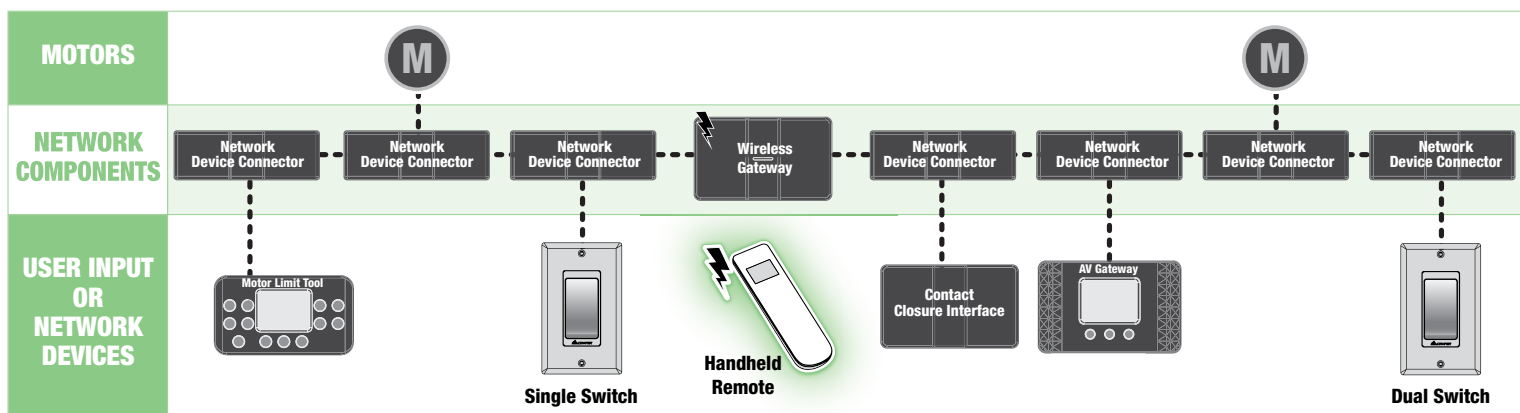 MOTORS
M
M
NETWORK
COMPONENTS
Network
Device Connector
Network
Device Connector
Network
Device Connector
Wireless
Gateway
Network
Device Connector
Network
Device Connector
Network
Device Connector
Network
Device Connector
USER INPUT
OR
NETWORK
DEVICES
Motor Limit Tool
Single Switch
Handheld
Remote
Contact
Closure Interface
AV Gateway
Dual Switch